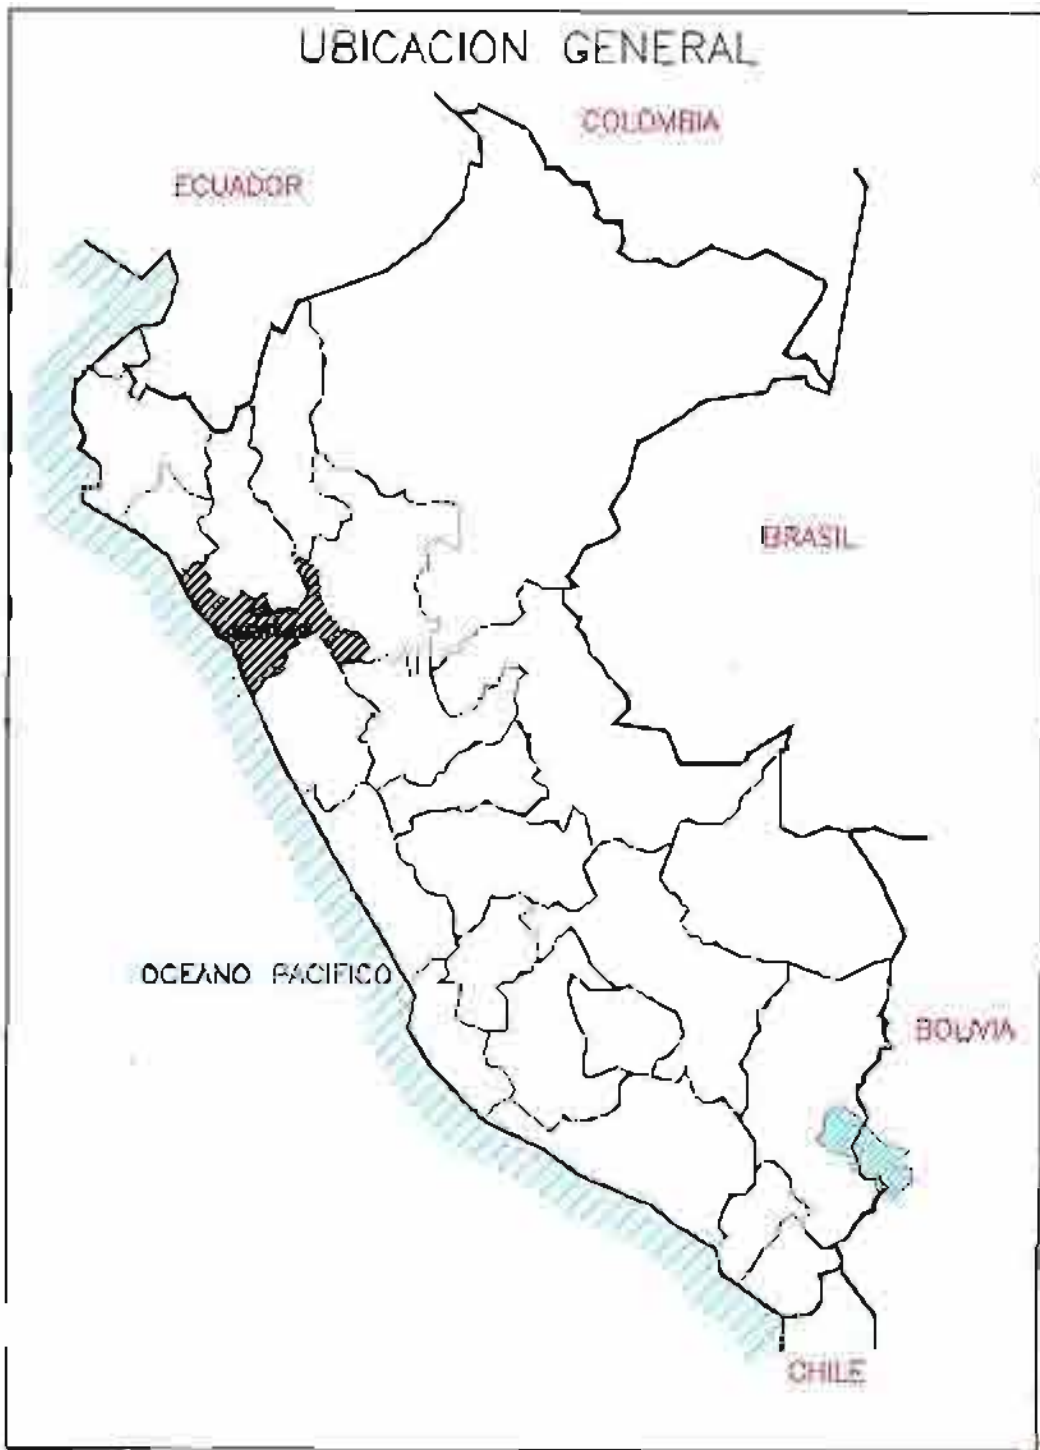 UBICACION GENERAL
COLOMBIA
ECUADOR
BRASIL
OCEANO PACIFICO
BOLIVIA
CHILE